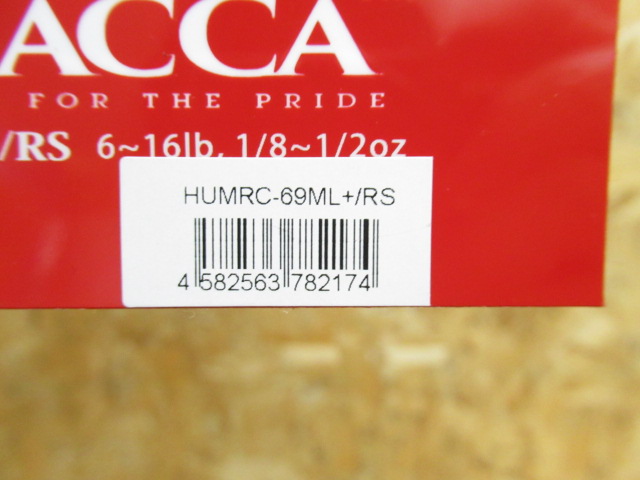 ACCA
FOR THE PRIDE
/RS 6~16lb, 1/8~1/2oz
HUMRC-69ML+/RS
4 582563 782174